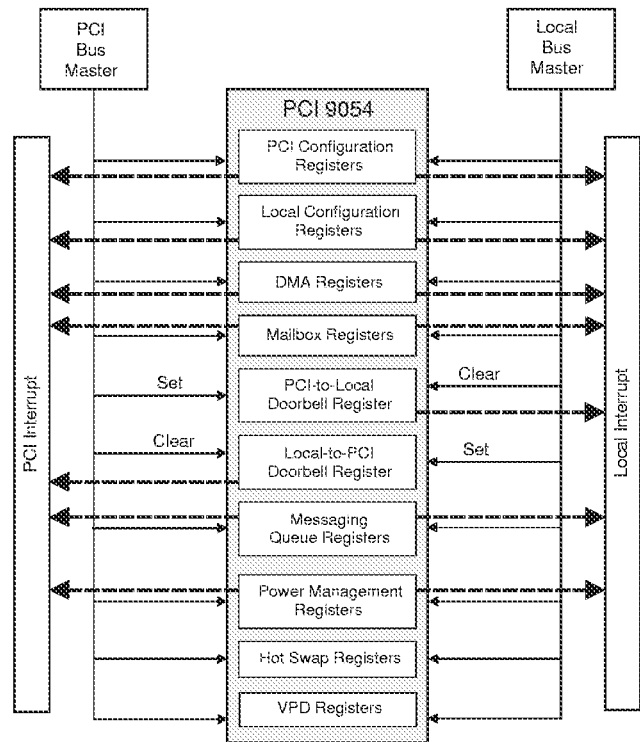 PCI
Bus
Master
Local
Bus
Master
PCI 9054
PCI Configuration
Registers
Local Configuration
Registers
DMA Registers
Mailbox Registers
Set
PCI-to-Local
Doorbell Register
Clear
Clear
Local-to-PCI
Doorbell Register
Set
Messaging
Queue Registers
Power Management
Registers
Hot Swap Registers
VPD Registers
PCI Interrupt
Local Interrupt